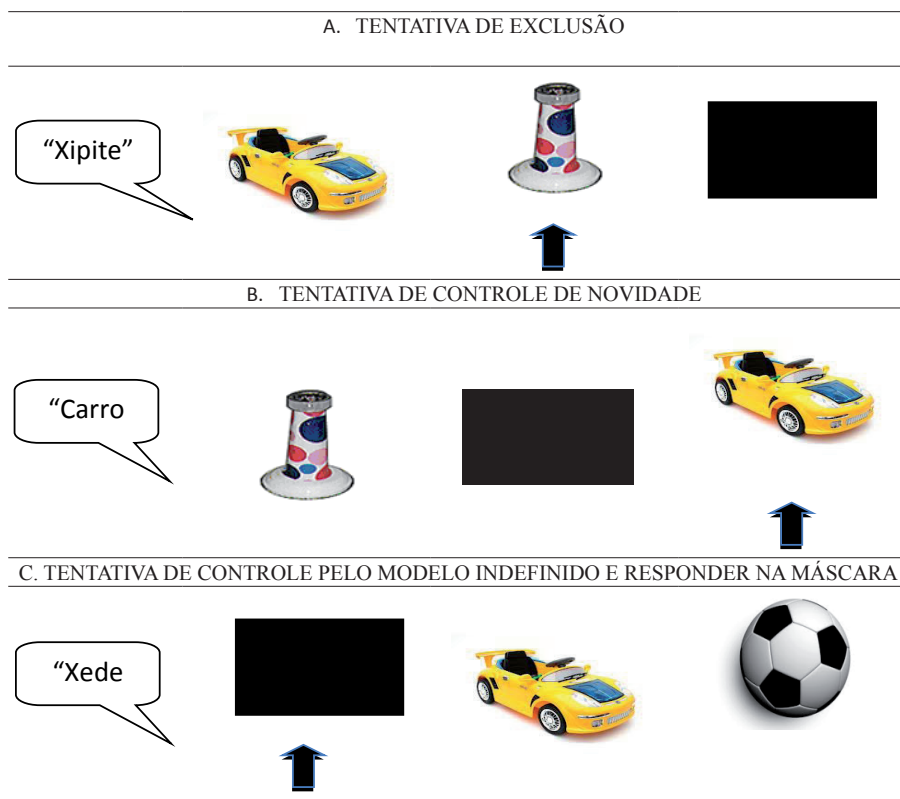 A. TENTATIVA DE EXCLUSÃO
“Xipite”
B. TENTATIVA DE CONTROLE DE NOVIDADE
“Carro
C. TENTATIVA DE CONTROLE PELO MODELO INDEFINIDO E RESPONDER NA MÁSCARA
“Xede